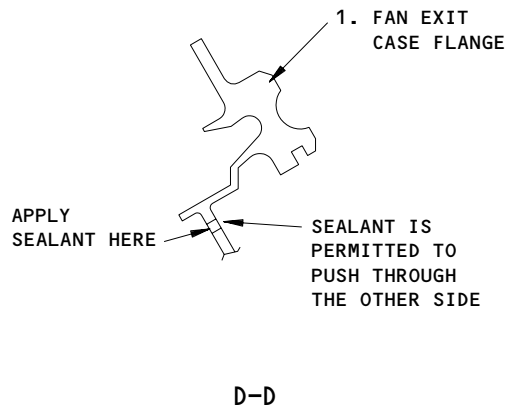 1. FAN EXIT
CASE FLANGE
APPLY
SEALANT HERE
SEALANT IS
PERMITTED TO
PUSH THROUGH
THE OTHER SIDE
D-D